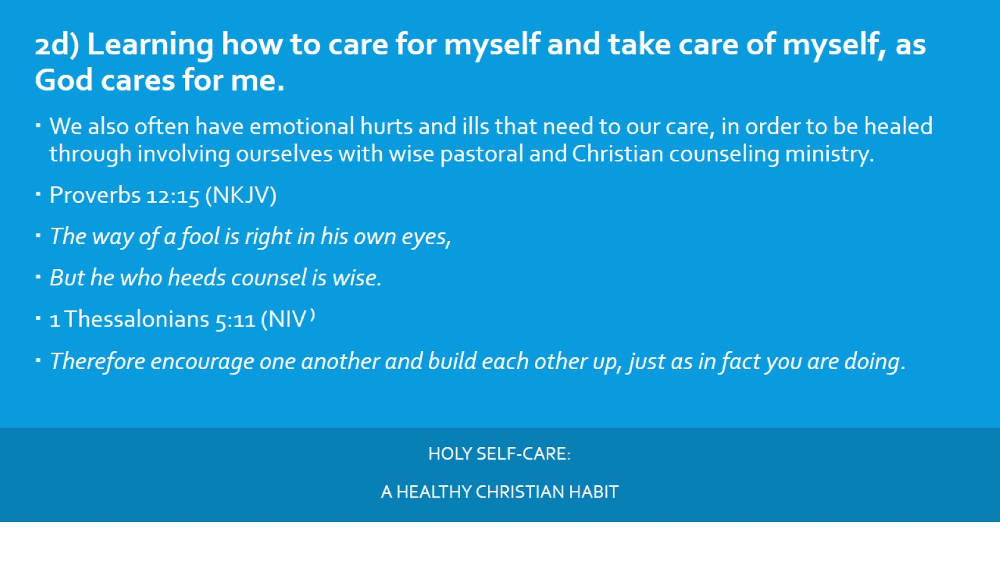 2d) Learning how to care for myself and take care of myself, as
God cares for me.
▪ We also often have emotional hurts and ills that need to our care, in order to be healed
through involving ourselves with wise pastoral and Christian counseling ministry.
▪ Proverbs 12:15 (NKJV)
▪ The way of a fool is right in his own eyes,
▪ But he who heeds counsel is wise.
▪ 1 Thessalonians 5:11 (NIV)
▪ Therefore encourage one another and build each other up, just as in fact you are doing.
HOLY SELF-CARE:
A HEALTHY CHRISTIAN HABIT